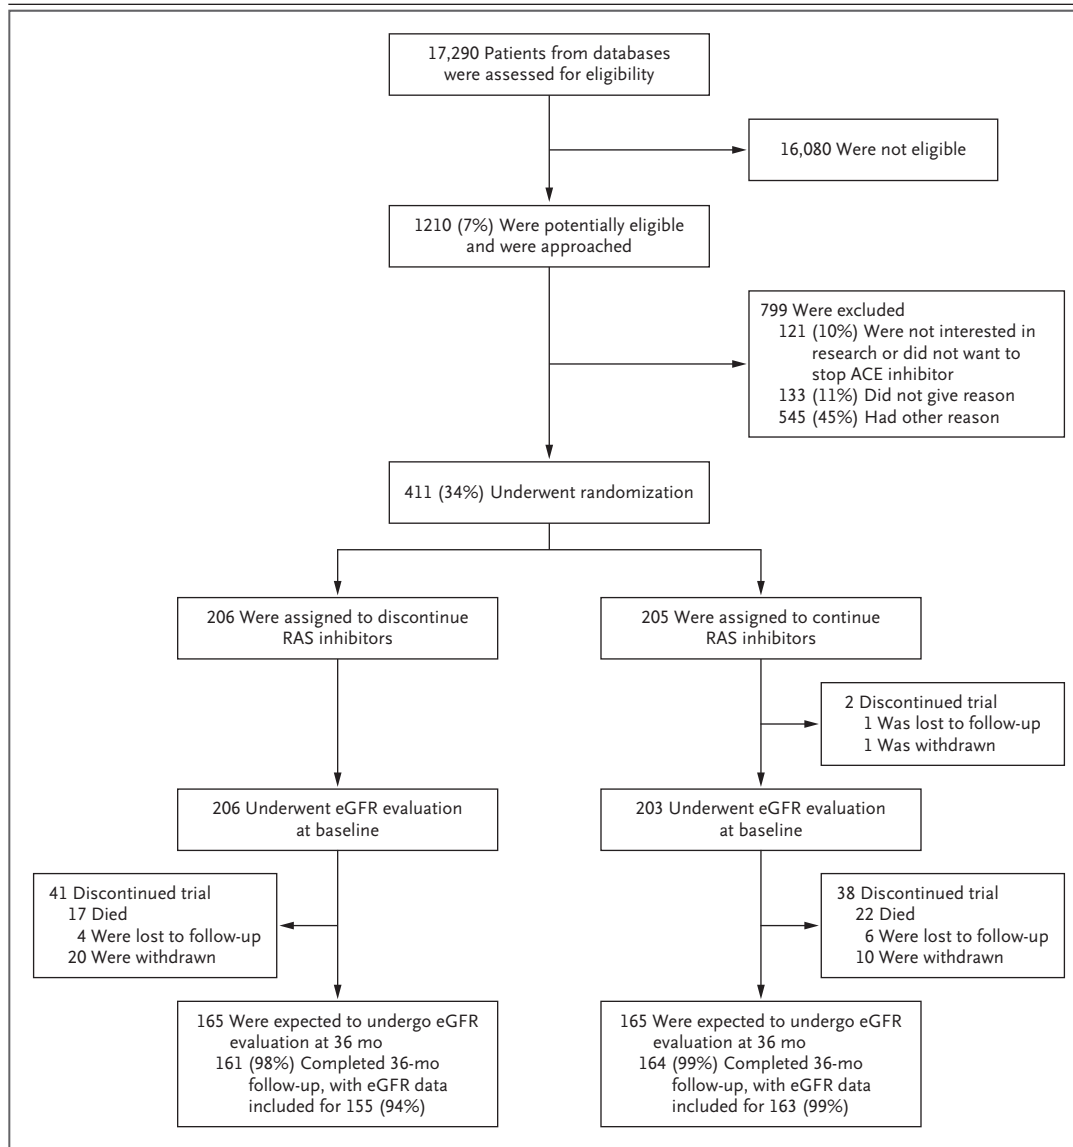 17,290 Patients from databases
were assessed for eligibility
16,080 Were not eligible
1210 (7%) Were potentially eligible
and were approached
799 Were excluded
121 (10%) Were not interested in
research or did not want to
stop ACE inhibitor
133 (11%) Did not give reason
545 (45%) Had other reason
411 (34%) Underwent randomization
206 Were assigned to discontinue
RAS inhibitors
205 Were assigned to continue
RAS inhibitors
2 Discontinued trial
1 Was lost to follow-up
1 Was withdrawn
206 Underwent eGFR evaluation
at baseline
203 Underwent eGFR evaluation
at baseline
41 Discontinued trial
17 Died
4 Were lost to follow-up
20 Were withdrawn
38 Discontinued trial
22 Died
6 Were lost to follow-up
10 Were withdrawn
165 Were expected to undergo eGFR
evaluation at 36 mo
161 (98%) Completed 36-mo
follow-up, with eGFR data
included for 155 (94%)
165 Were expected to undergo eGFR
evaluation at 36 mo
164 (99%) Completed 36-mo
follow-up, with eGFR data
included for 163 (99%)